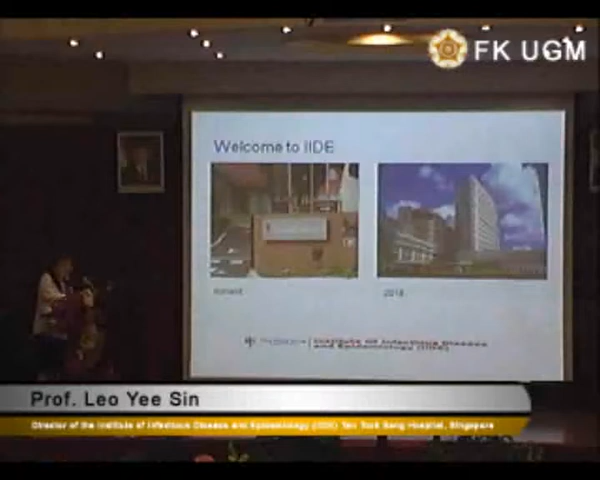 FK UGM
Welcome to IIDE
2018
Institute of Infectious Disease
and Epidemiology (IIDE)
Prof. Leo Yee Sin
Director of the Institute of Infectious Disease and Epidemiology (IIDE) Tan Tock Seng Hospital, Singapore